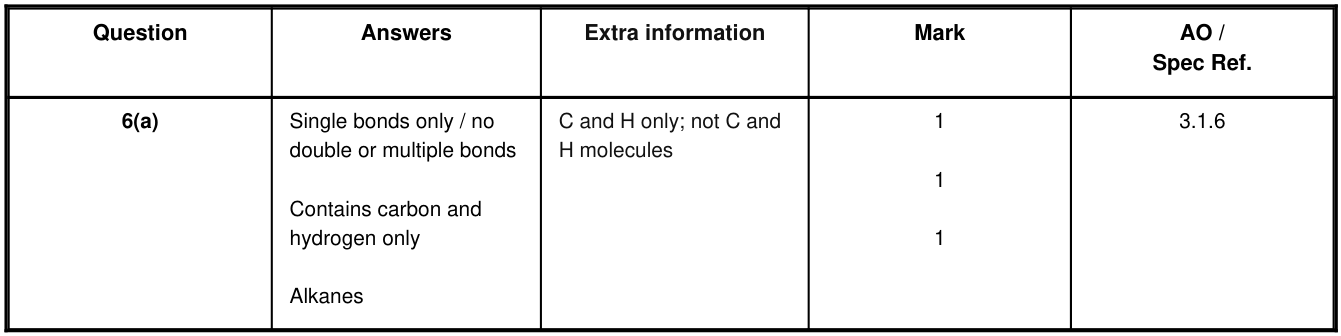 Question Answers Extra information Mark AO /
Spec Ref.
6(a) Single bonds only / no C and H only; not C and 1 3.1.6
double or multiple bonds H molecules
1
Contains carbon and
hydrogen only 1
Alkanes